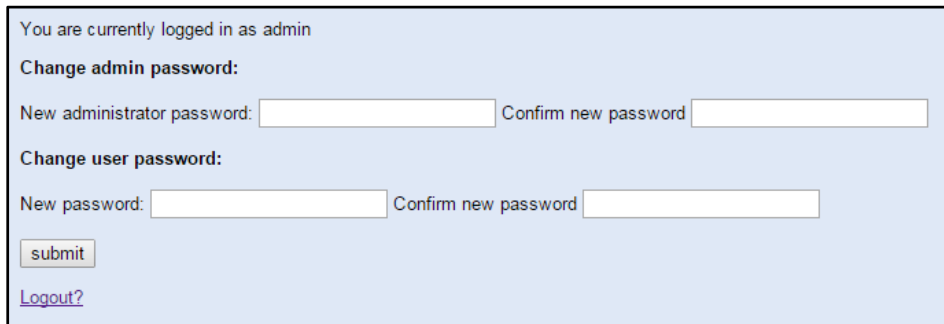 You are currently logged in as admin
Change admin password:
New administrator password: Confirm new password
Change user password:
New password: Confirm new password
submit
Logout?